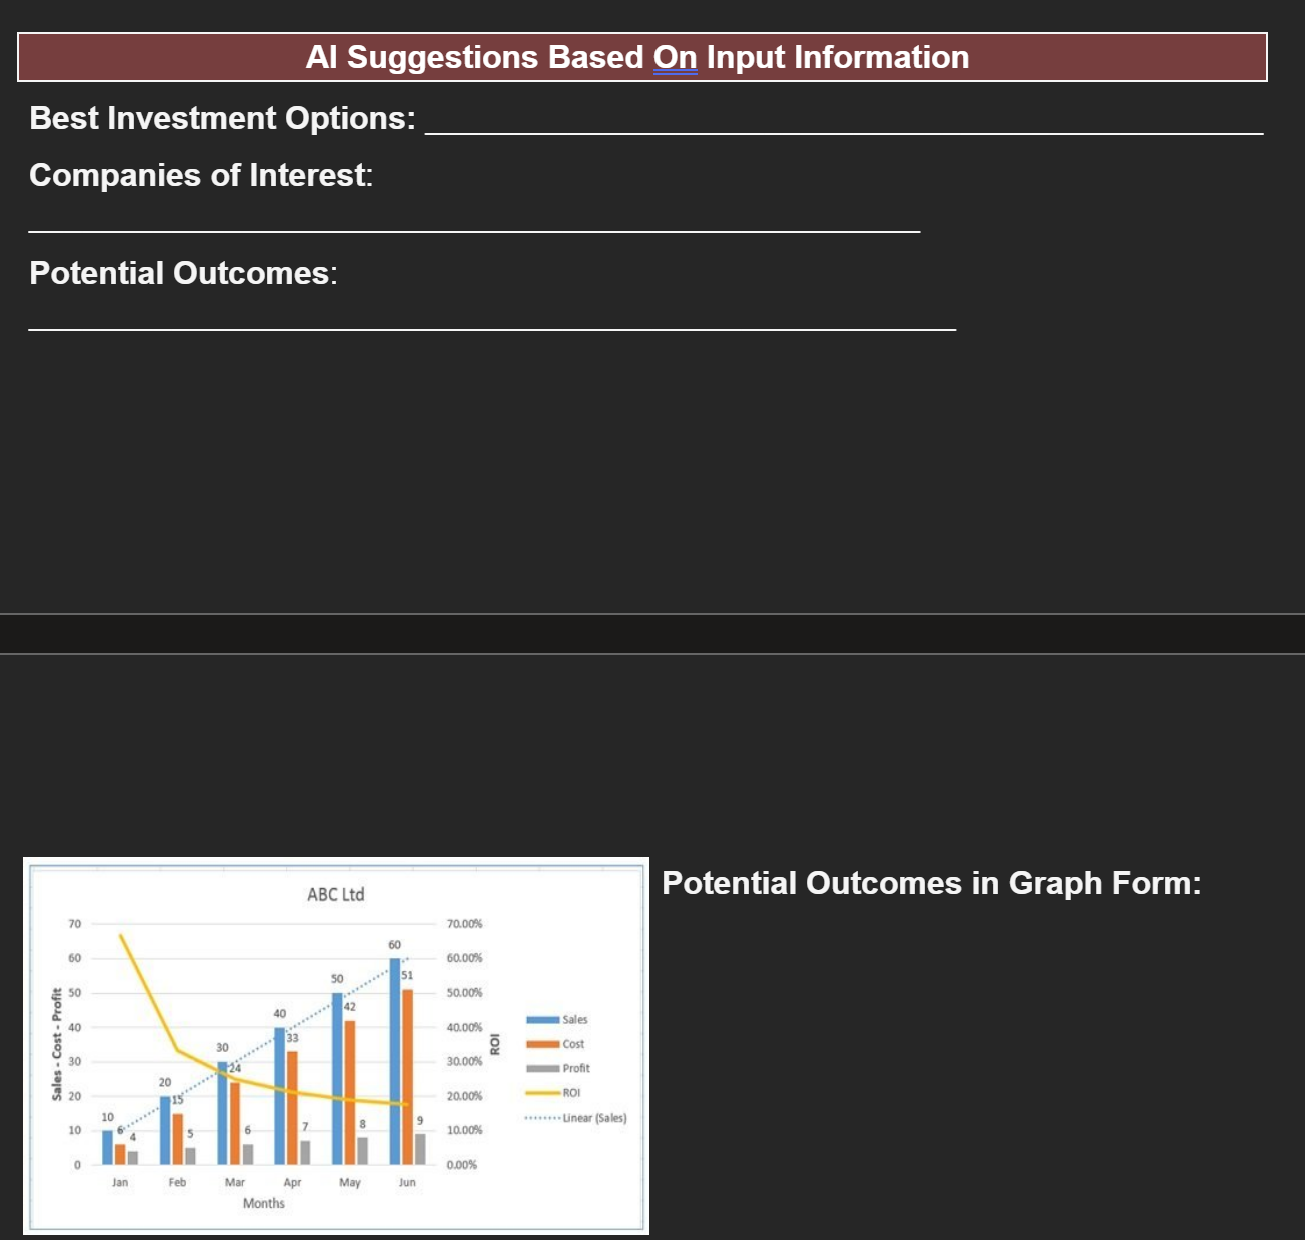 AI Suggestions Based On Input Information
Best Investment Options: ______________________________________________
Companies of Interest:
_________________________________________________
Potential Outcomes:
___________________________________________________
Potential Outcomes in Graph Form:
ABC Ltd
70
60
50
40
30
20
10
0
Sales - Cost - Profit
10
6
4
20
15
5
30
24
6
40
33
7
50
42
8
60
51
9
70.00%
60.00%
50.00%
40.00%
30.00%
20.00%
10.00%
0.00%
ROI
Jan Feb Mar Apr May Jun
Months
Sales
Cost
Profit
ROI
Linear (Sales)